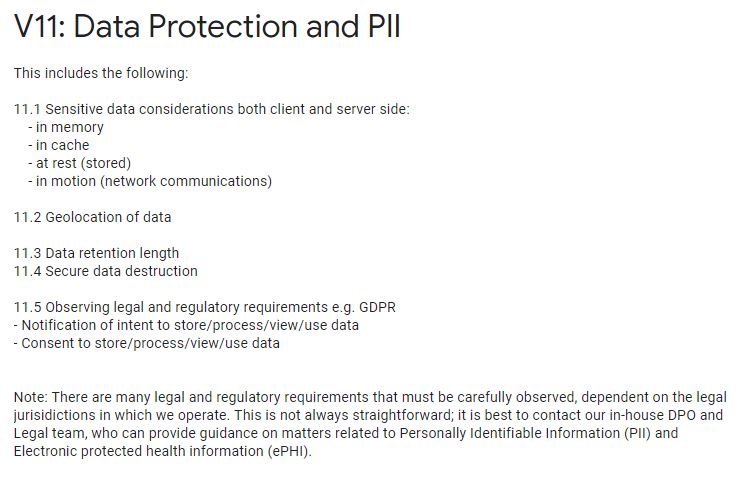 V11: Data Protection and PII
This includes the following:
11.1 Sensitive data considerations both client and server side:
- in memory
- in cache
- at rest (stored)
- in motion (network communications)
11.2 Geolocation of data
11.3 Data retention length
11.4 Secure data destruction
11.5 Observing legal and regulatory requirements e.g. GDPR
- Notification of intent to store/process/view/use data
- Consent to store/process/view/use data
Note: There are many legal and regulatory requirements that must be carefully observed, dependent on the legal
jurisidictions in which we operate. This is not always straightforward; it is best to contact our in-house DPO and
Legal team, who can provide guidance on matters related to Personally Identifiable Information (PII) and
Electronic protected health information (ePHI).